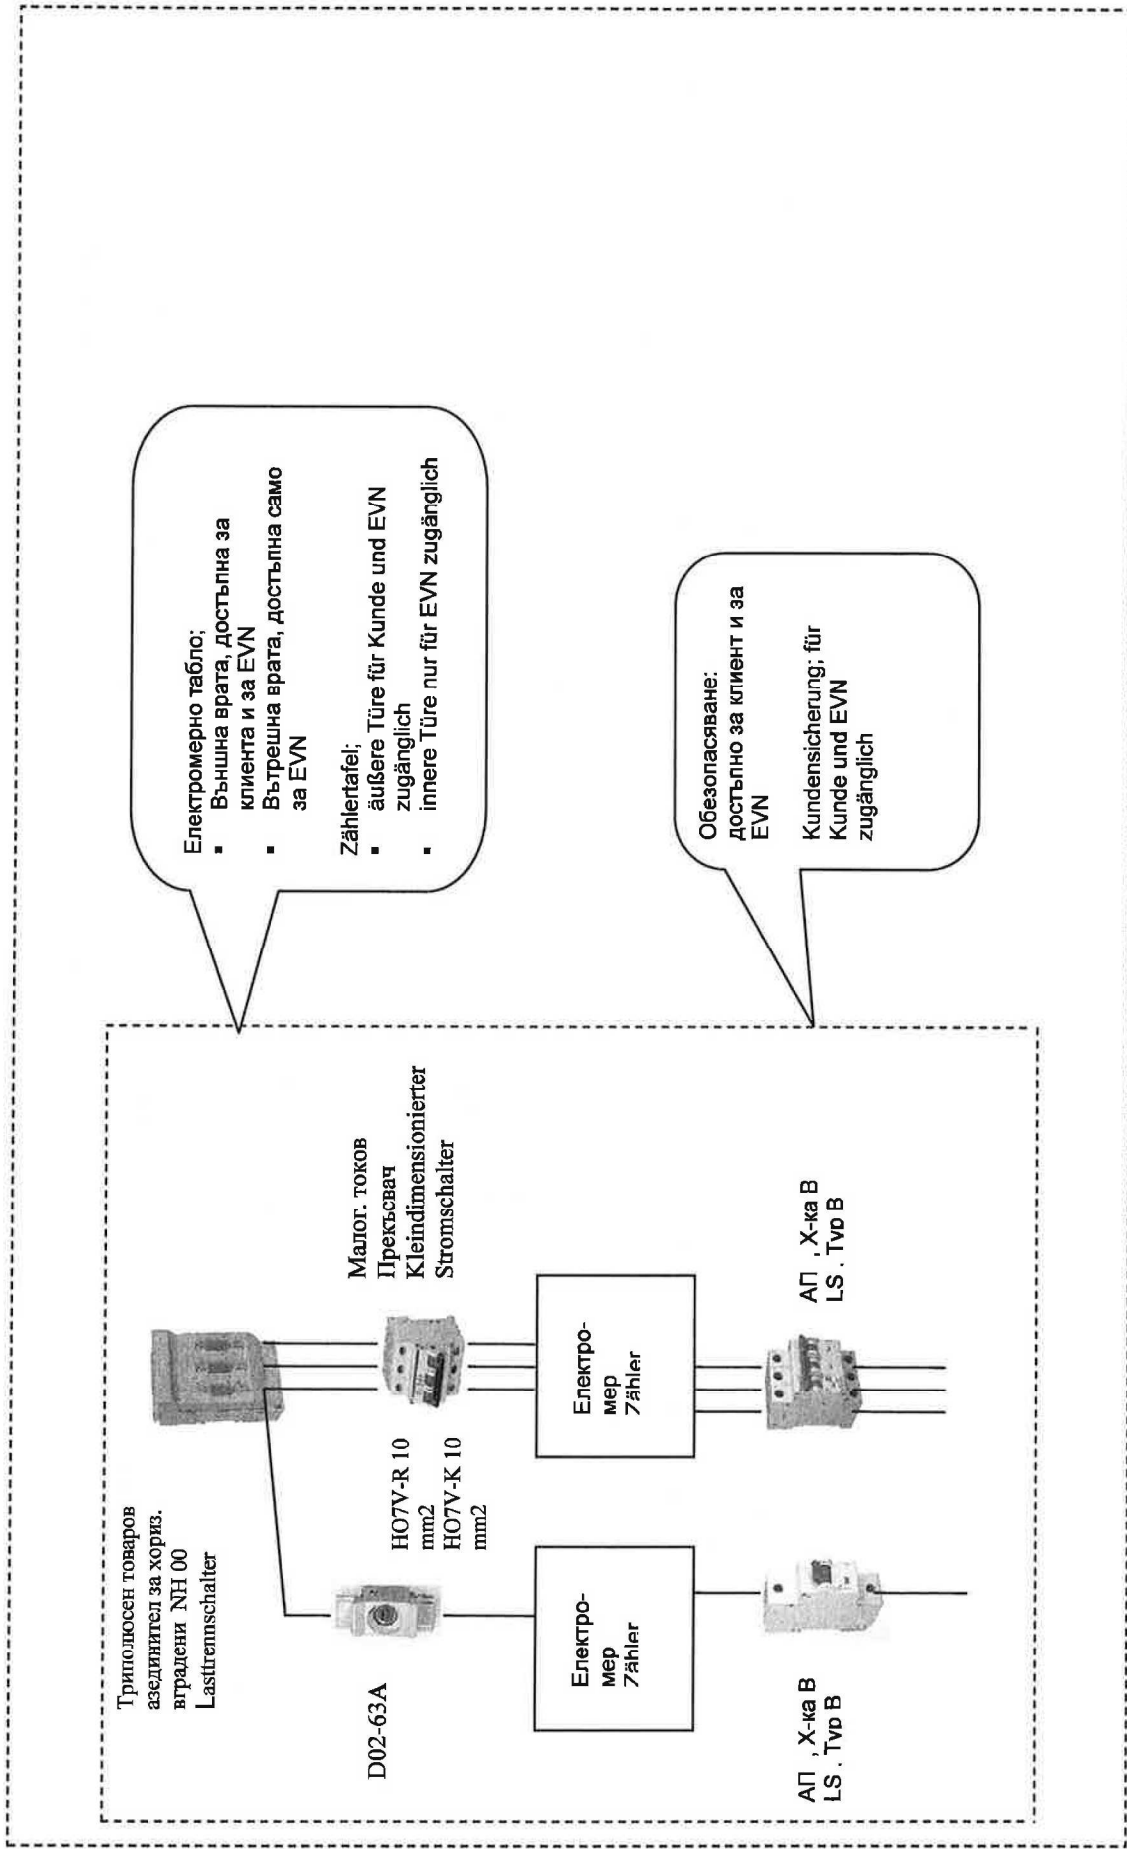 Триполюсен товаров
азединител за хориз.
вградени NH 00
Lasttrennschalter
D02-63A
HO7V-R 10
mm2
HO7V-K 10
mm2
Малог. токов
Прекъсвач
Kleindimensionierter
Stromschalter
Електро-
мер
Zähler
Електро-
мер
Zähler
АП , Х-ка В
LS . Typ B
АП , Х-ка В
LS . Typ B
Електромерно табло;
▪ Външна врата, достъпна за
клиента и за EVN
▪ Вътрешна врата, достъпна само
за EVN
Zählertafel;
▪ äußere Türe für Kunde und EVN
zugänglich
▪ innere Türe nur für EVN zugänglich
Обезопасяване:
достъпно за клиент и за
EVN
Kundensicherung; für
Kunde und EVN
zugänglich